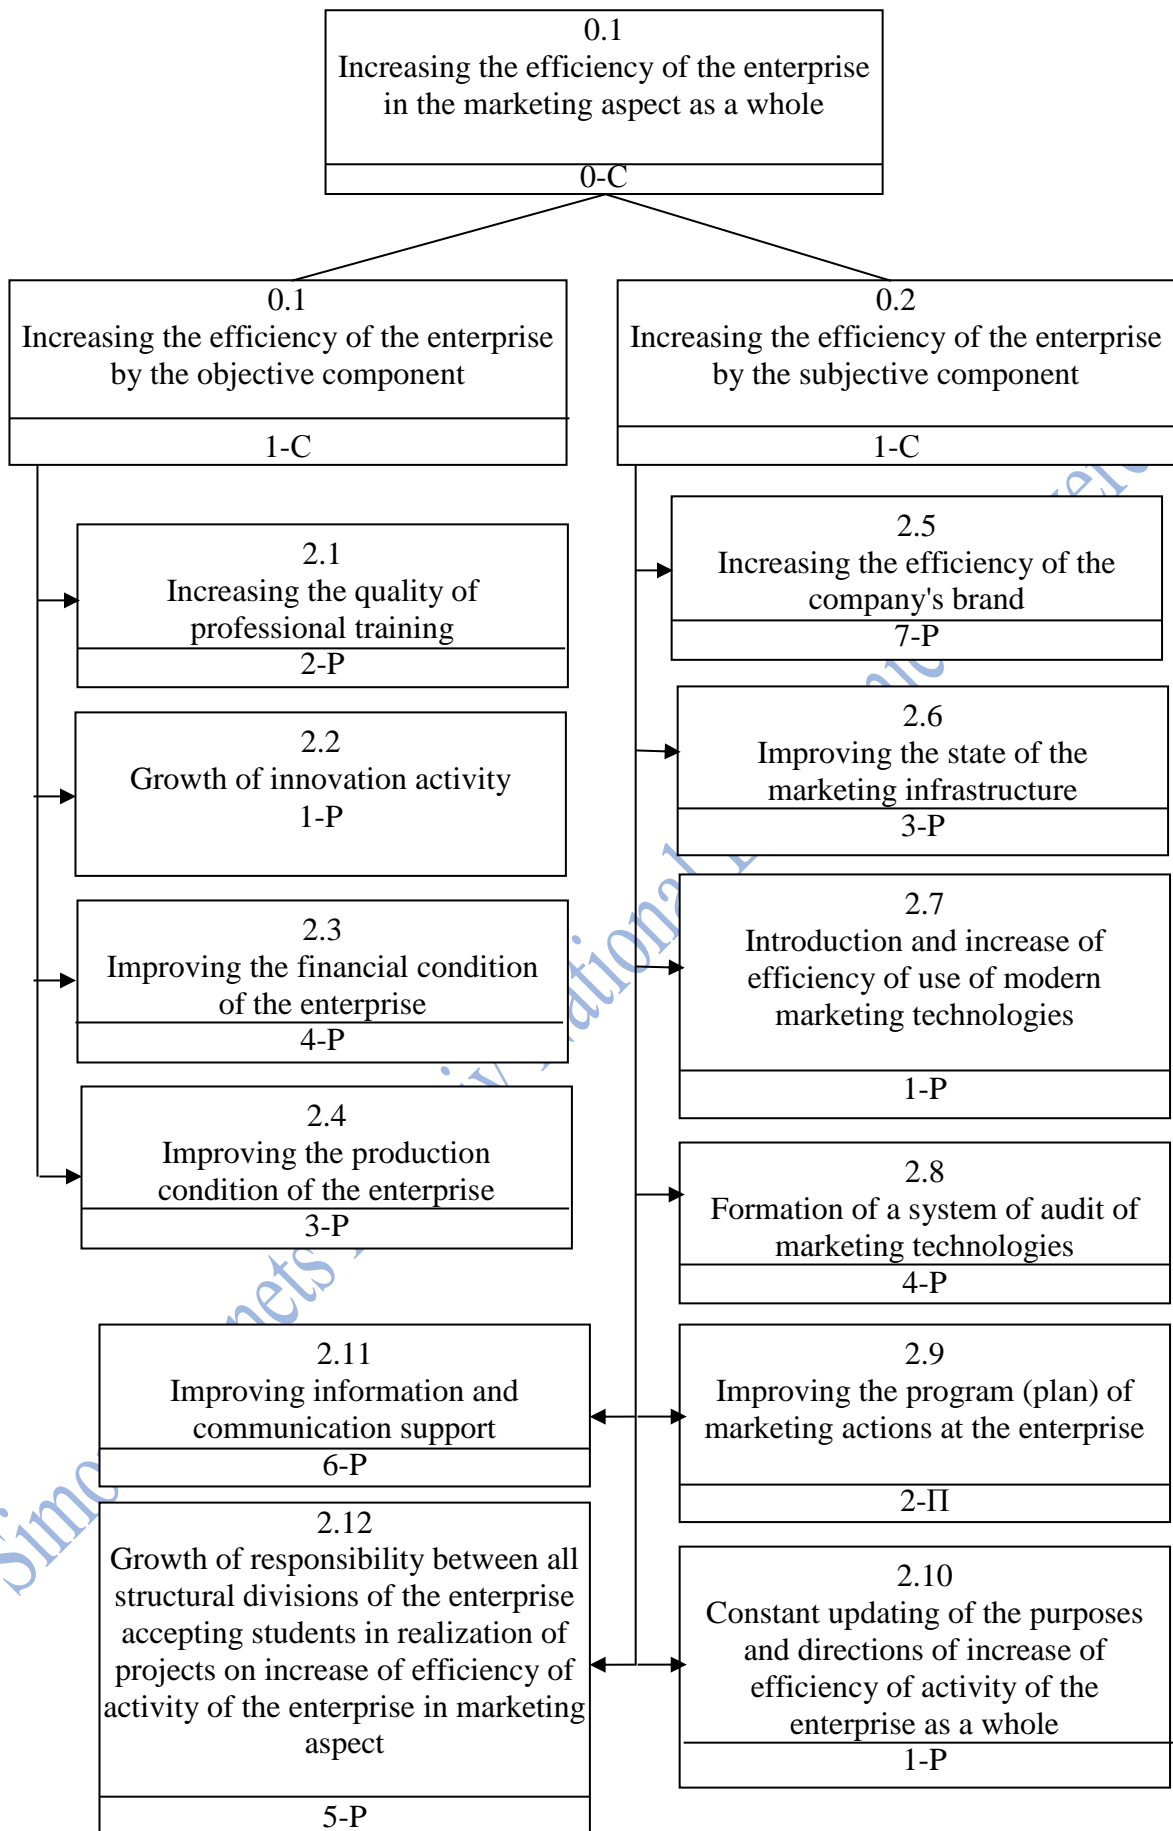 0.1
Increasing the efficiency of the enterprise
in the marketing aspect as a whole
0-C
0.1
Increasing the efficiency of the enterprise
by the objective component
1-C
2.1
Increasing the quality of
professional training
2-P
2.2
Growth of innovation activity
1-P
2.3
Improving the financial condition
of the enterprise
4-P
2.4
Improving the production
condition of the enterprise
3-P
0.2
Increasing the efficiency of the enterprise
by the subjective component
1-C
2.5
Increasing the efficiency of the
company's brand
7-P
2.6
Improving the state of the
marketing infrastructure
3-P
2.7
Introduction and increase of
efficiency of use of modern
marketing technologies
1-P
2.8
Formation of a system of audit of
marketing technologies
4-P
2.9
Improving the program (plan) of
marketing actions at the enterprise
2-П
2.10
Constant updating of the purposes
and directions of increase of
efficiency of activity of the
enterprise as a whole
1-P
2.11
Improving information and
communication support
6-P
2.12
Growth of responsibility between all
structural divisions of the enterprise
accepting students in realization of
projects on increase of efficiency of
activity of the enterprise in marketing
aspect
5-P